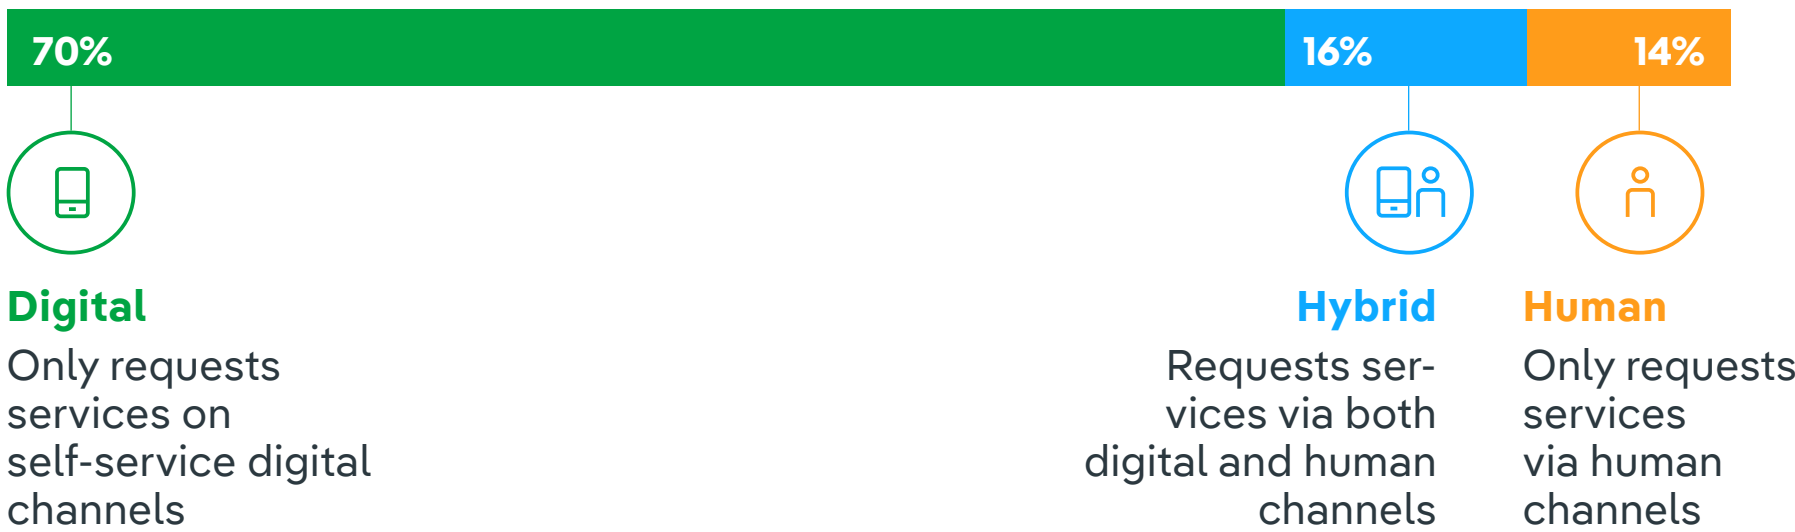 70%
16%
14%
Digital
Only requests
services on
self-service digital
channels
Hybrid
Requests ser-
vices via both
digital and human
channels
Human
Only requests
services
via human
channels